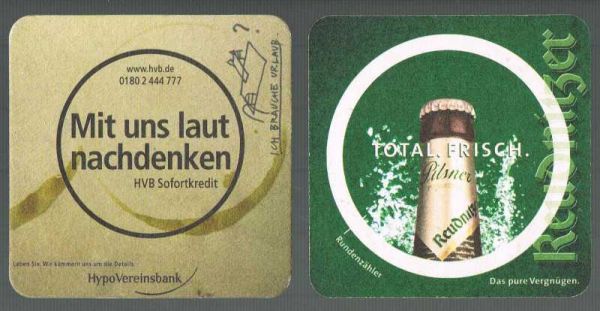 www.hvb.de
0180 2 444 777
Mit uns laut
nachdenken
HVB Sofortkredit
?
ICH BRAUCHE URLAUB.
Leben Sie. Wir kümmern uns um die Details.
HypoVereinsbank
TOTAL. FRISCH.
Pilsner
Reudnitzer
Reudnitzer
Rundenzähler
Das pure Vergnügen.